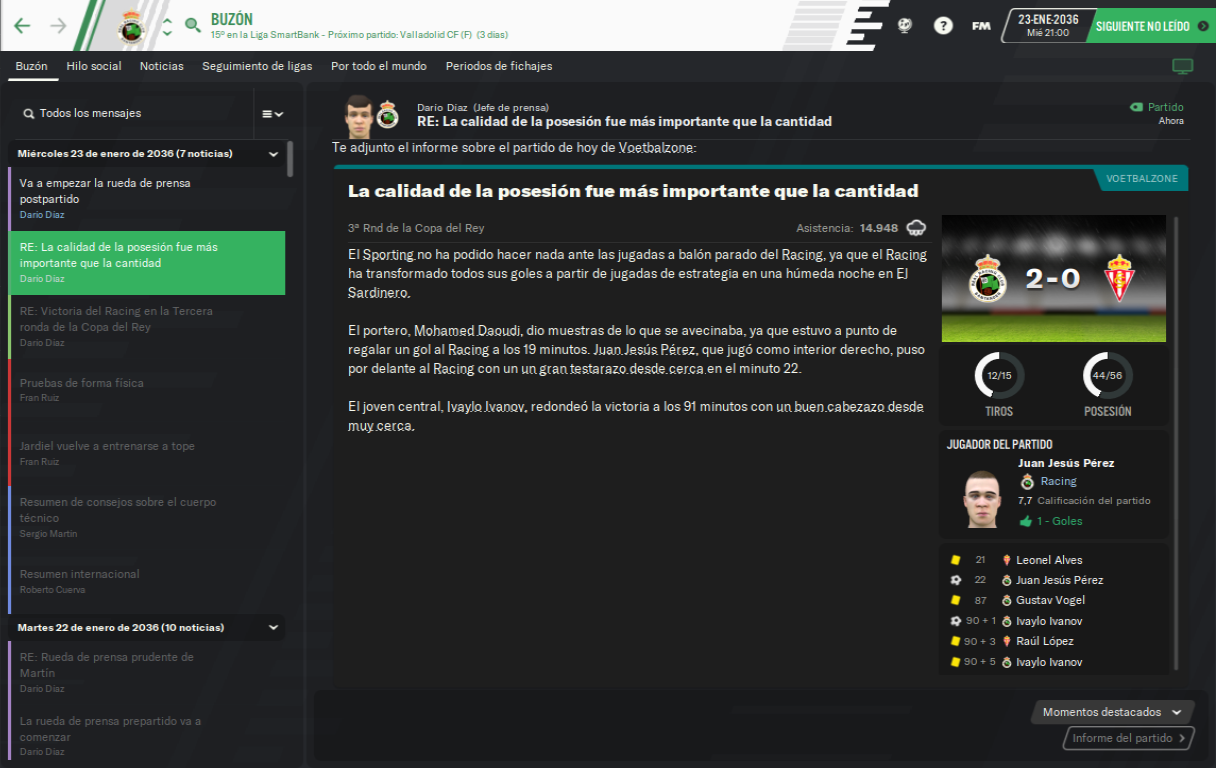 BUZÓN
15º en la Liga SmartBank - Próximo partido: Valladolid CF (F) (3 días)
?
FM
23-ENE-2036
Mié 21:00
SIGUIENTE NO LEÍDO
Buzón
Hilo social
Noticias
Seguimiento de ligas
Por todo el mundo
Periodos de fichajes
Todos los mensajes
Miércoles 23 de enero de 2036 (7 noticias)
Va a empezar la rueda de prensa
postpartido
Darío Díaz
RE: La calidad de la posesión fue más
importante que la cantidad
Darío Díaz
RE: Victoria del Racing en la Tercera
ronda de la Copa del Rey
Darío Díaz
Pruebas de forma física
Fran Ruiz
Jardiel vuelve a entrenarse a tope
Fran Ruiz
Resumen de consejos sobre el cuerpo
técnico
Sergio Martín
Resumen internacional
Roberto Cuerva
Martes 22 de enero de 2036 (10 noticias)
RE: Rueda de prensa prudente de
Martín
Darío Díaz
La rueda de prensa prepartido va a
comenzar
Darío Díaz
Darío Díaz (Jefe de prensa)
RE: La calidad de la posesión fue más importante que la cantidad
Partido
Ahora
Te adjunto el informe sobre el partido de hoy de Voetbalzone:
VOETBALZONE
La calidad de la posesión fue más importante que la cantidad
3ª Rnd de la Copa del Rey
Asistencia: 14.948
El Sporting no ha podido hacer nada ante las jugadas a balón parado del Racing, ya que el Racing
ha transformado todos sus goles a partir de jugadas de estrategia en una húmeda noche en El
Sardinero.
El portero, Mohamed Daoudi, dio muestras de lo que se avecinaba, ya que estuvo a punto de
regalar un gol al Racing a los 19 minutos. Juan Jesús Pérez, que jugó como interior derecho, puso
por delante al Racing con un un gran testarazo desde cerca en el minuto 22.
El joven central, Ivaylo Ivanov, redondeó la victoria a los 91 minutos con un buen cabezazo desde
muy cerca.
2-0
12/15
TIROS
44/56
POSESIÓN
JUGADOR DEL PARTIDO
Juan Jesús Pérez
Racing
7,7 Calificación del partido
1 - Goles
21 Leonel Alves
22 Juan Jesús Pérez
87 Gustav Vogel
90 + 1 Ivaylo Ivanov
90 + 3 Raúl López
90 + 5 Ivaylo Ivanov
Momentos destacados
Informe del partido